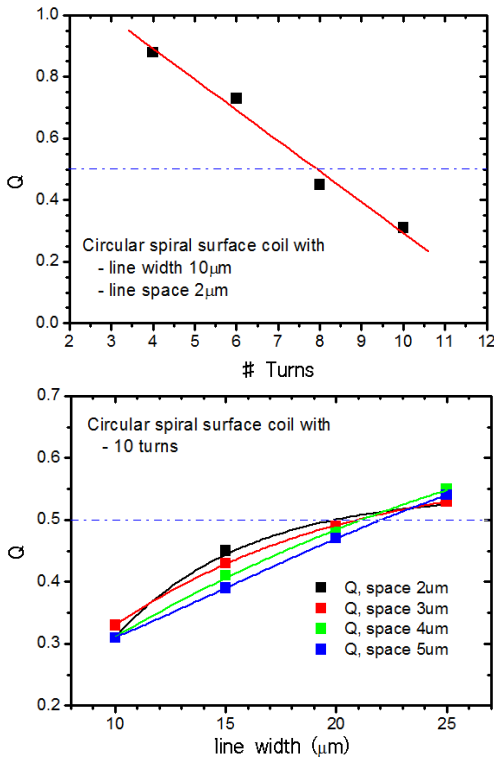 1.0
0.8
0.6
0.4
0.2
0.0
Q
Circular spiral surface coil with
- line width 10μm
- line space 2μm
2 3 4 5 6 7 8 9 10 11 12
# Turns
0.7
0.6
0.5
0.4
0.3
0.2
Q
Circular spiral surface coil with
- 10 turns
Q, space 2um
Q, space 3um
Q, space 4um
Q, space 5um
10 15 20 25
line width (μm)